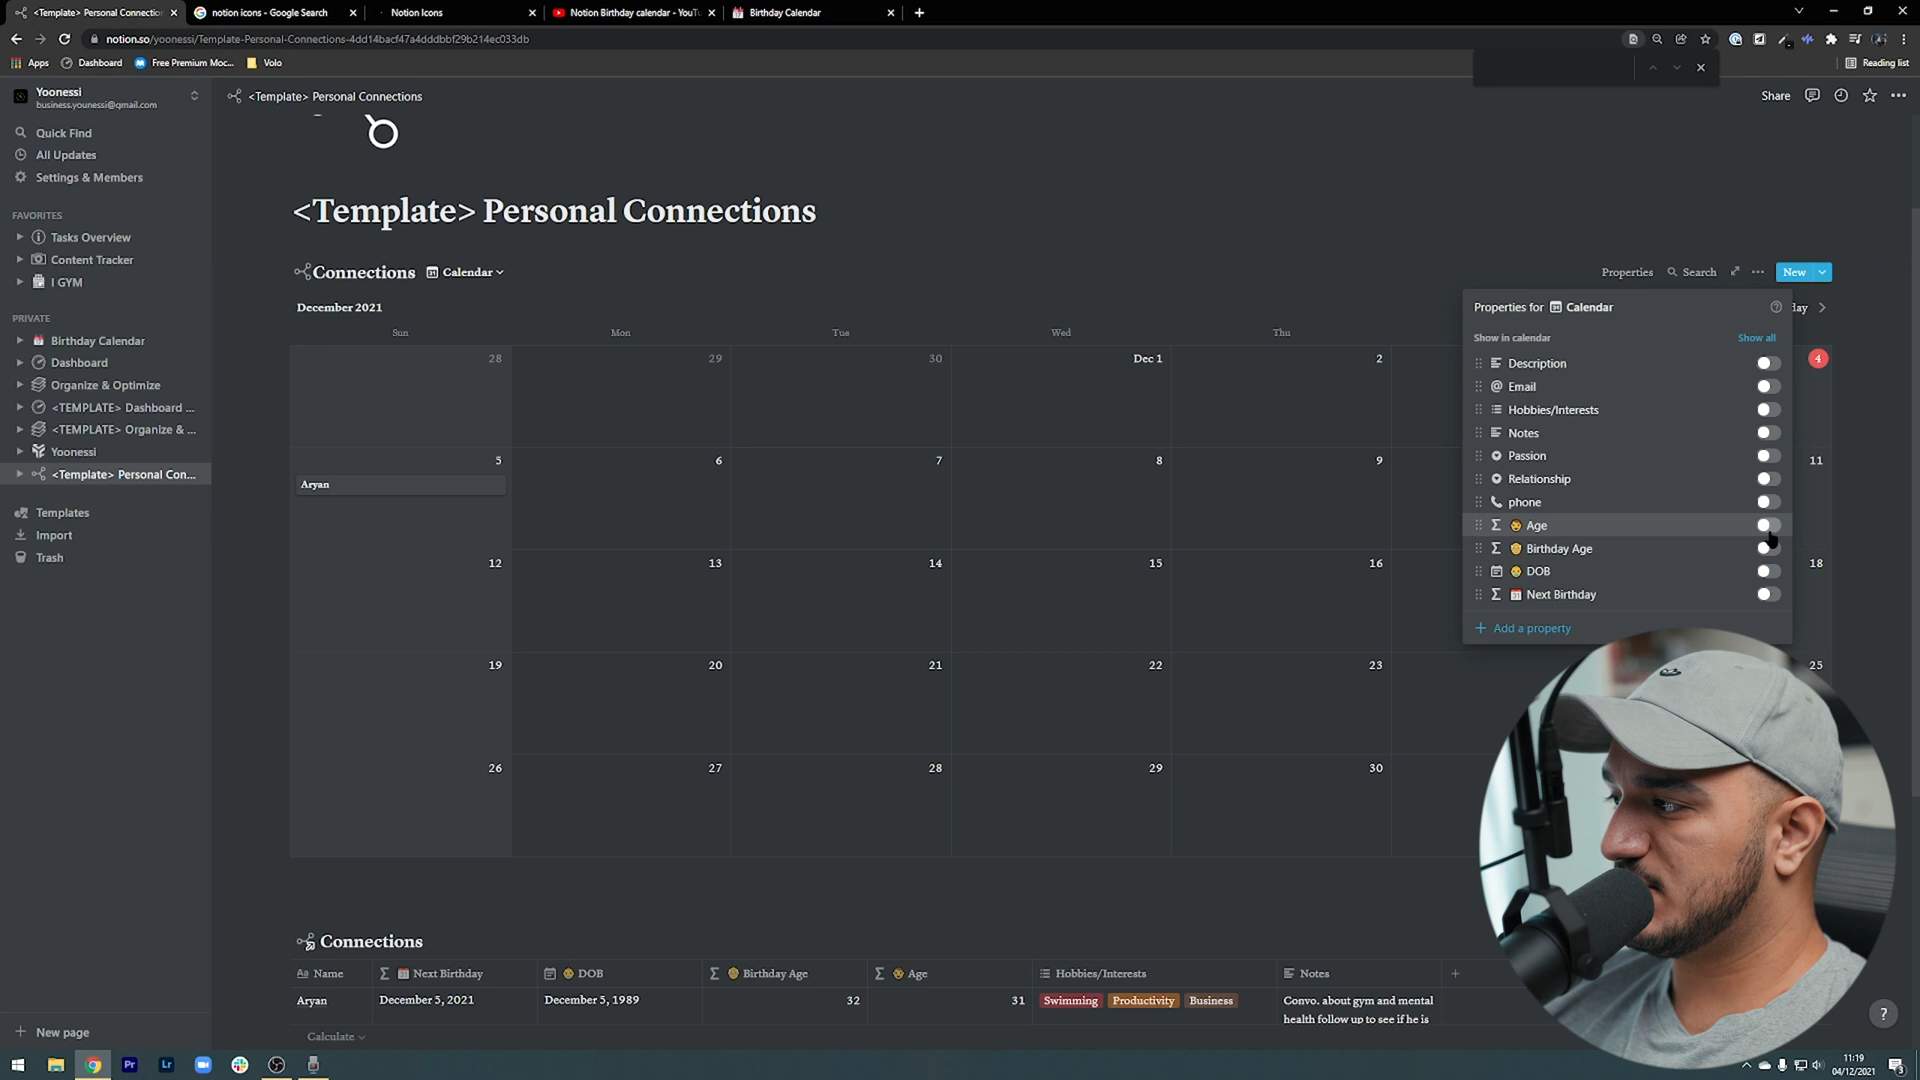 <Template> Personal Connectio
notion icons - Google Search
Notion Icons
Notion Birthday calendar - YouTu
Birthday Calendar
notion.so/yoonessi/Template-Personal-Connections-4dd14bacf47a4dddbbf29b214ec033db
Apps
Dashboard
Free Premium Moc...
Volo
Reading list
Yoonessi
business.younessi@gmail.com
<Template> Personal Connections
Share
Quick Find
All Updates
Settings & Members
FAVORITES
Tasks Overview
Content Tracker
I GYM
PRIVATE
Birthday Calendar
Dashboard
Organize & Optimize
<TEMPLATE> Dashboard ...
<TEMPLATE> Organize & ...
Yoonessi
<Template> Personal Con...
Templates
Import
Trash
New page
<Template> Personal Connections
Connections
Calendar
Properties
Search
New
December 2021
Sun
Mon
Tue
Wed
Thu
28
29
30
Dec 1
2
4
5
6
7
8
9
11
Aryan
12
13
14
15
16
18
19
20
21
22
23
25
26
27
28
29
30
Properties for
Calendar
Show in calendar
Show all
Description
Email
Hobbies/Interests
Notes
Passion
Relationship
phone
Age
Birthday Age
DOB
Next Birthday
Add a property
Connections
Name
Next Birthday
DOB
Birthday Age
Age
Hobbies/Interests
Notes
Aryan
December 5, 2021
December 5, 1989
32
31
Swimming
Productivity
Business
Convo. about gym and mental
health follow up to see if he is
Calculate
11:19
04/12/2021